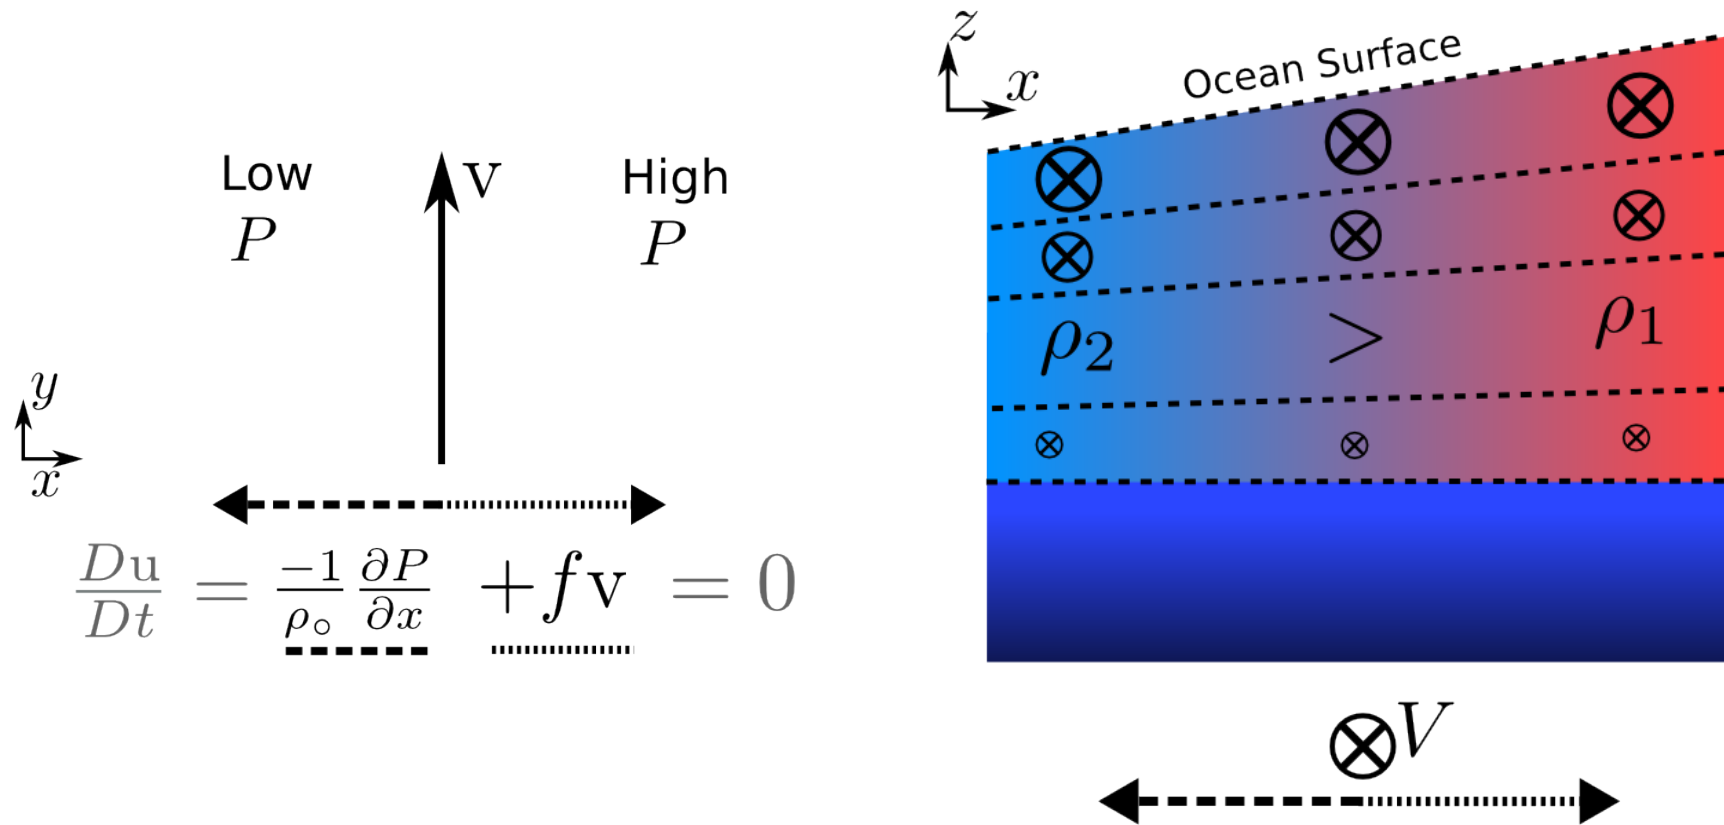 Low
P
v
High
P
y
x
Du/Dt = -1/ρ∘ ∂P/∂x +fv = 0
z
x
Ocean Surface
ρ₂ > ρ₁
V